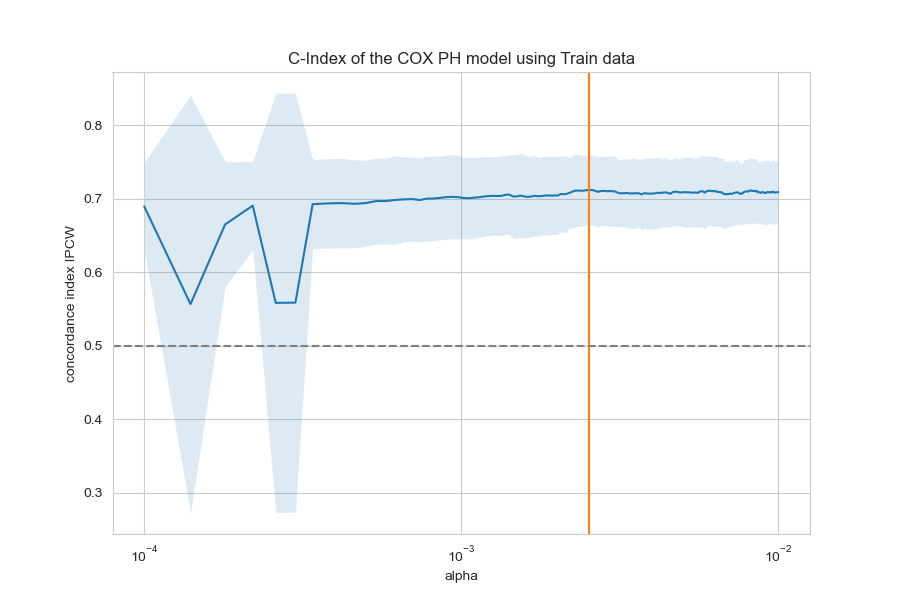 C-Index of the COX PH model using Train data
concordance index IPCW
0.8
0.7
0.6
0.5
0.4
0.3
10⁻⁴ 10⁻³ 10⁻²
alpha